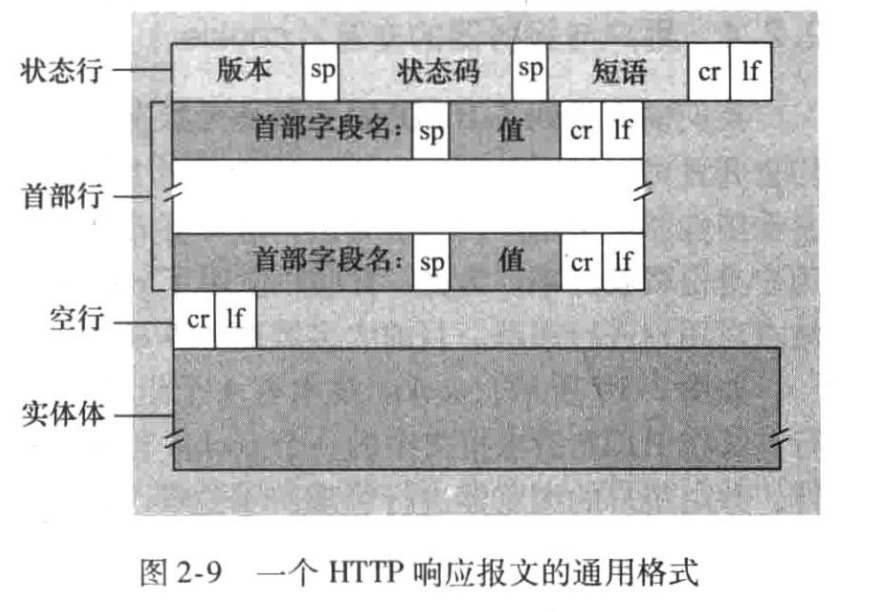 状态行 版本 sp 状态码 sp 短语 cr lf
首部字段名: sp 值 cr lf
首部行
首部字段名: sp 值 cr lf
空行 cr lf
实体体
图 2-9 一个 HTTP 响应报文的通用格式